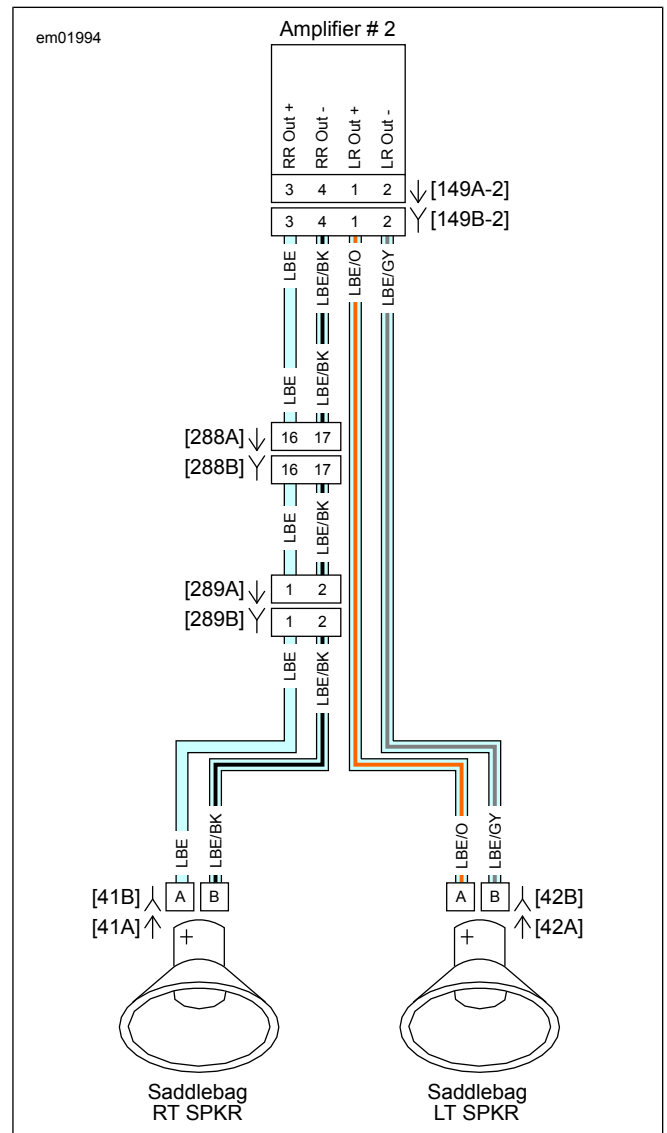 em01994
Amplifier # 2
RR Out +
RR Out -
LR Out +
LR Out -
3 4 1 2 [149A-2]
3 4 1 2 [149B-2]
LBE
LBE/BK
LBE/O
LBE/GY
LBE
LBE/BK
[288A] 16 17
[288B] 16 17
LBE
LBE/BK
[289A] 1 2
[289B] 1 2
LBE
LBE/BK
LBE
LBE/BK
LBE/O
LBE/GY
[41B] A B
A B [42B]
[41A]
[42A]
+
+
Saddlebag
RT SPKR
Saddlebag
LT SPKR